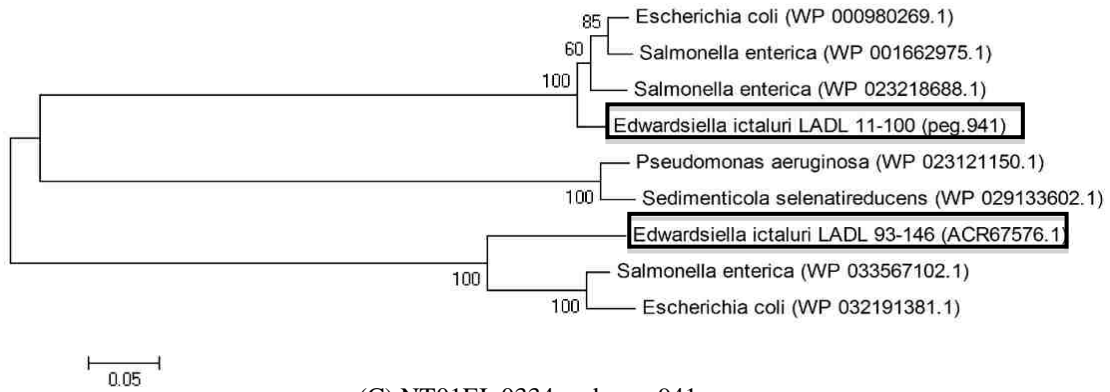 Escherichia coli (WP 000980269.1)
85
Salmonella enterica (WP 001662975.1)
60
Salmonella enterica (WP 023218688.1)
100
Edwardsiella ictaluri LADL 11-100 (peg.941)
Pseudomonas aeruginosa (WP 023121150.1)
100
Sedimenticola selenatireducens (WP 029133602.1)
Edwardsiella ictaluri LADL 93-146 (ACR67576.1)
100
Salmonella enterica (WP 033567102.1)
100
Escherichia coli (WP 032191381.1)
0.05